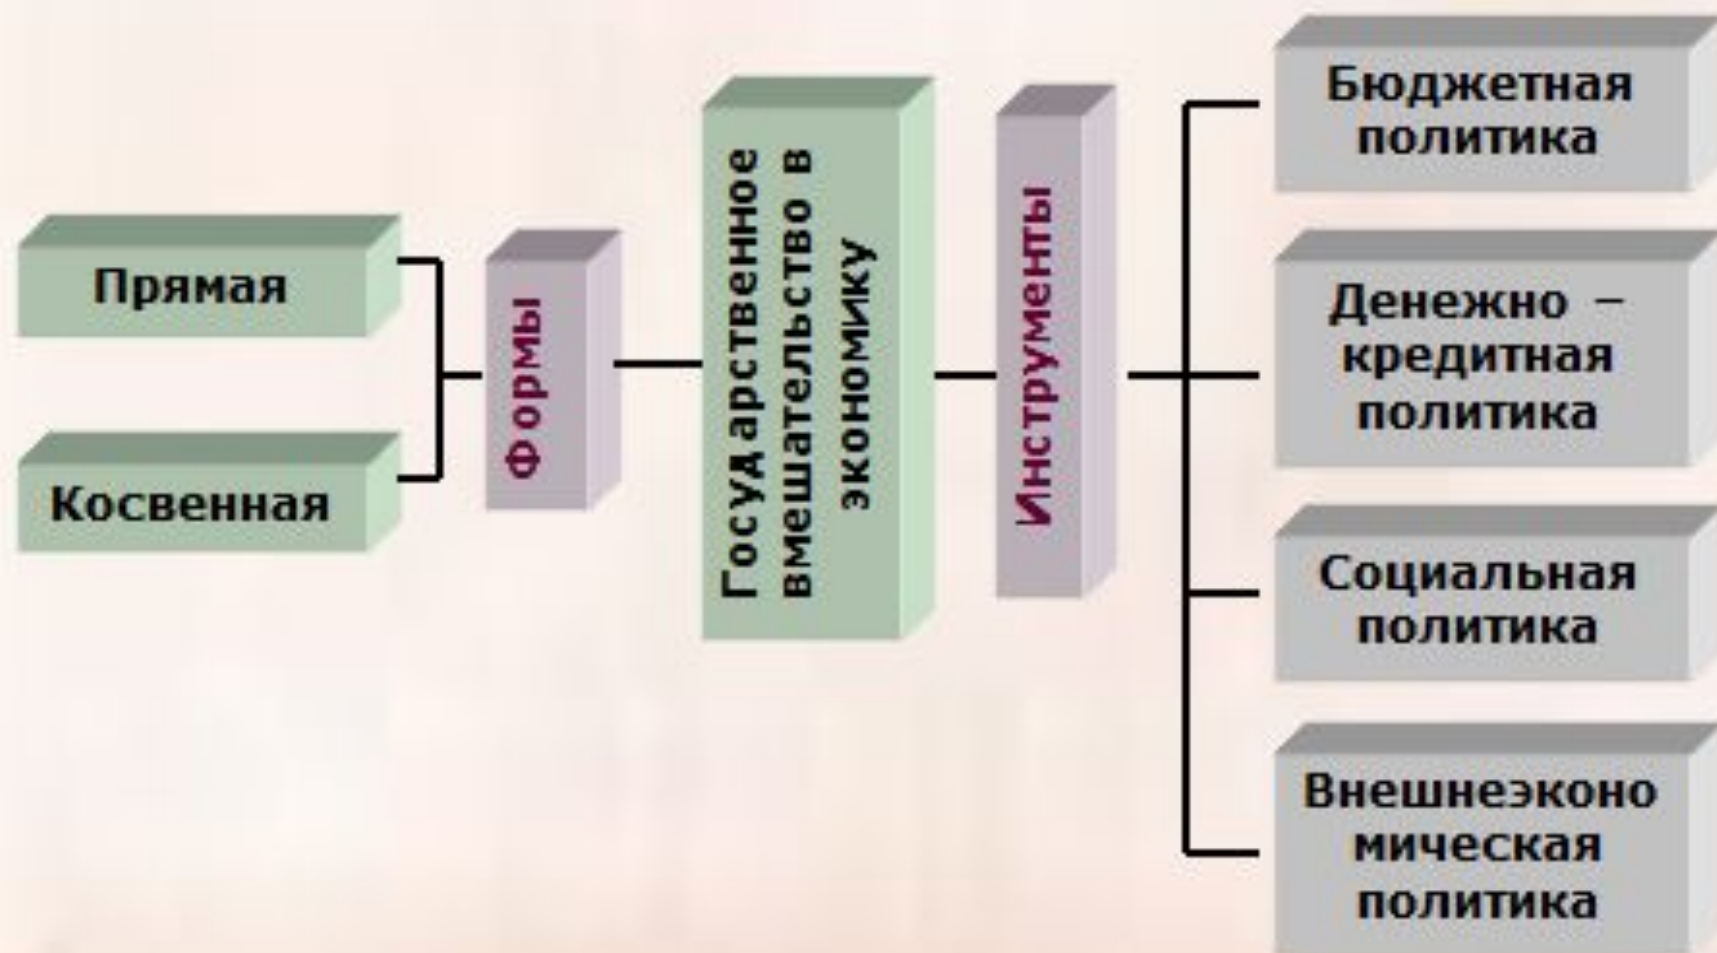 Прямая
Косвенная
Формы
Государственное
вмешательство в
экономику
Инструменты
Бюджетная
политика
Денежно –
кредитная
политика
Социальная
политика
Внешнеэконо
мическая
политика